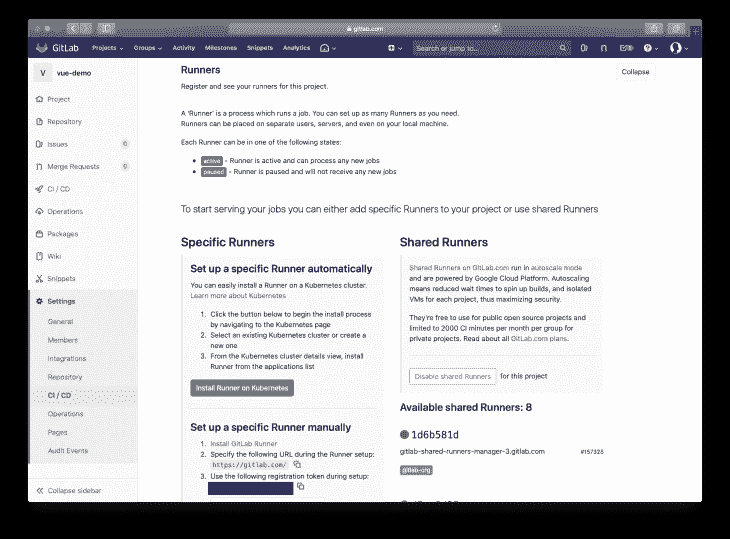 gitlab.com
GitLab Projects Groups Activity Milestones Snippets Analytics Search or jump to...
V vue-demo
Project
Repository
Issues 0
Merge Requests 0
CI / CD
Operations
Packages
Wiki
Snippets
Settings
General
Members
Integrations
Repository
CI / CD
Operations
Pages
Audit Events
Collapse sidebar
Runners
Collapse
Register and see your runners for this project.
A 'Runner' is a process which runs a job. You can set up as many Runners as you need.
Runners can be placed on separate users, servers, and even on your local machine.
Each Runner can be in one of the following states:
• active - Runner is active and can process any new jobs
• paused - Runner is paused and will not receive any new jobs
To start serving your jobs you can either add specific Runners to your project or use shared Runners
Specific Runners
Set up a specific Runner automatically
You can easily install a Runner on a Kubernetes cluster.
Learn more about Kubernetes
1. Click the button below to begin the install process
by navigating to the Kubernetes page
2. Select an existing Kubernetes cluster or create a
new one
3. From the Kubernetes cluster details view, install
Runner from the applications list
Install Runner on Kubernetes
Set up a specific Runner manually
1. Install GitLab Runner
2. Specify the following URL during the Runner setup:
https://gitlab.com/
3. Use the following registration token during setup:
Shared Runners
Shared Runners on GitLab.com run in autoscale mode
and are powered by Google Cloud Platform. Autoscaling
means reduced wait times to spin up builds, and isolated
VMs for each project, thus maximizing security.
They're free to use for public open source projects and
limited to 2000 CI minutes per month per group for
private projects. Read about all GitLab.com plans.
Disable shared Runners for this project
Available shared Runners: 8
1d6b581d
gitlab-shared-runners-manager-3.gitlab.com #157328
gitlab-org